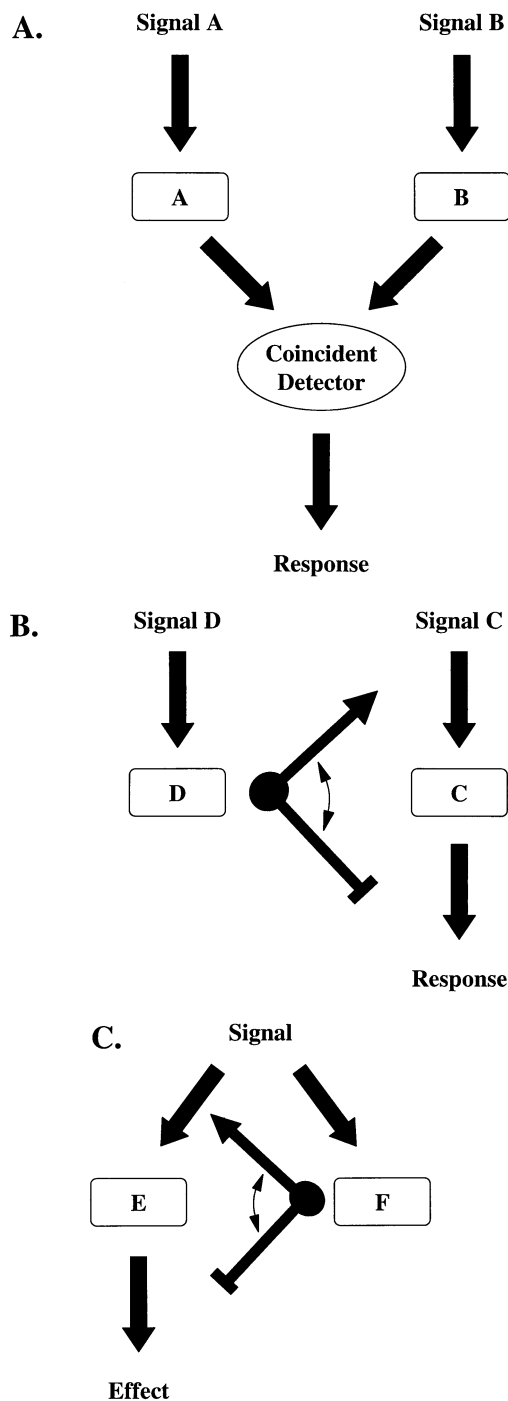 A.
Signal A Signal B
A B
Coincident
Detector
Response
B.
Signal D Signal C
D C
Response
C.
Signal
E F
Effect